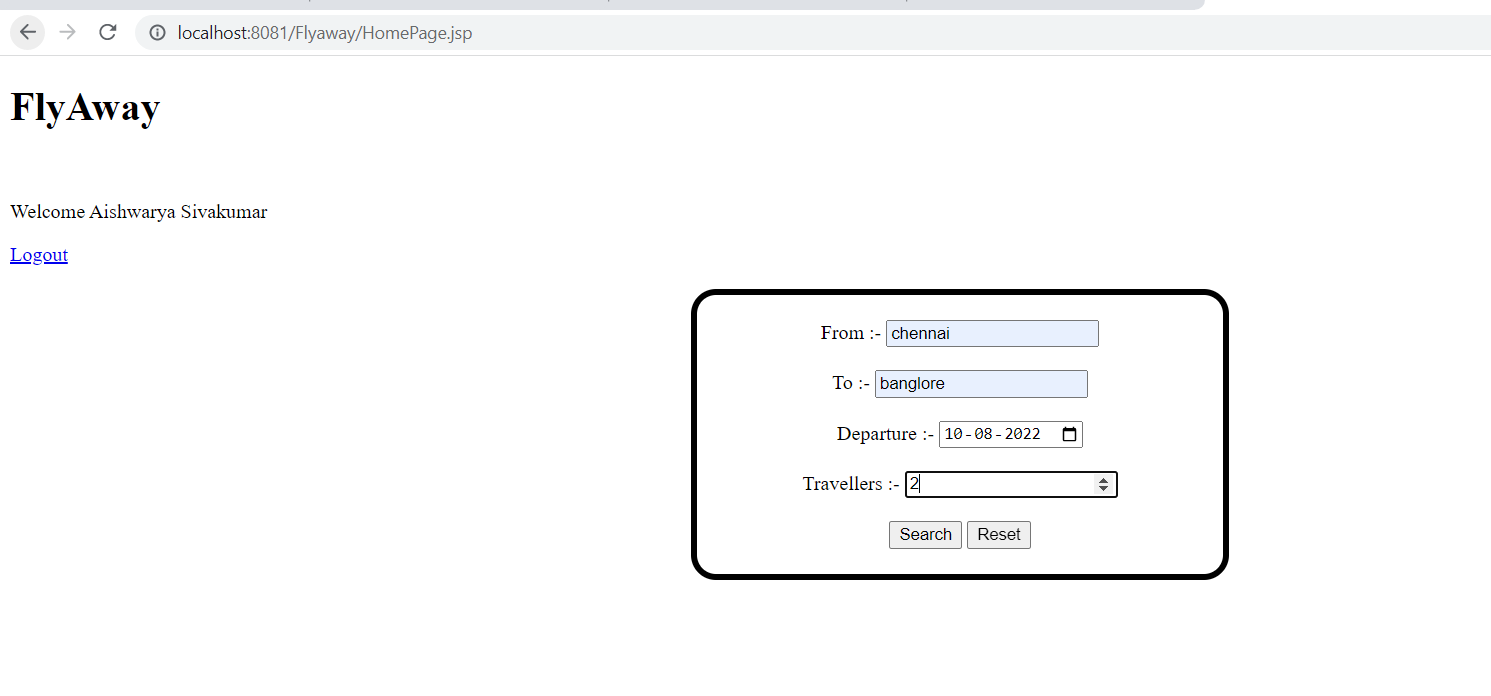 localhost:8081/Flyaway/HomePage.jsp
FlyAway
Welcome Aishwarya Sivakumar
Logout
From :- chennai
To :- banglore
Departure :- 10-08-2022
Travellers :- 2
Search Reset